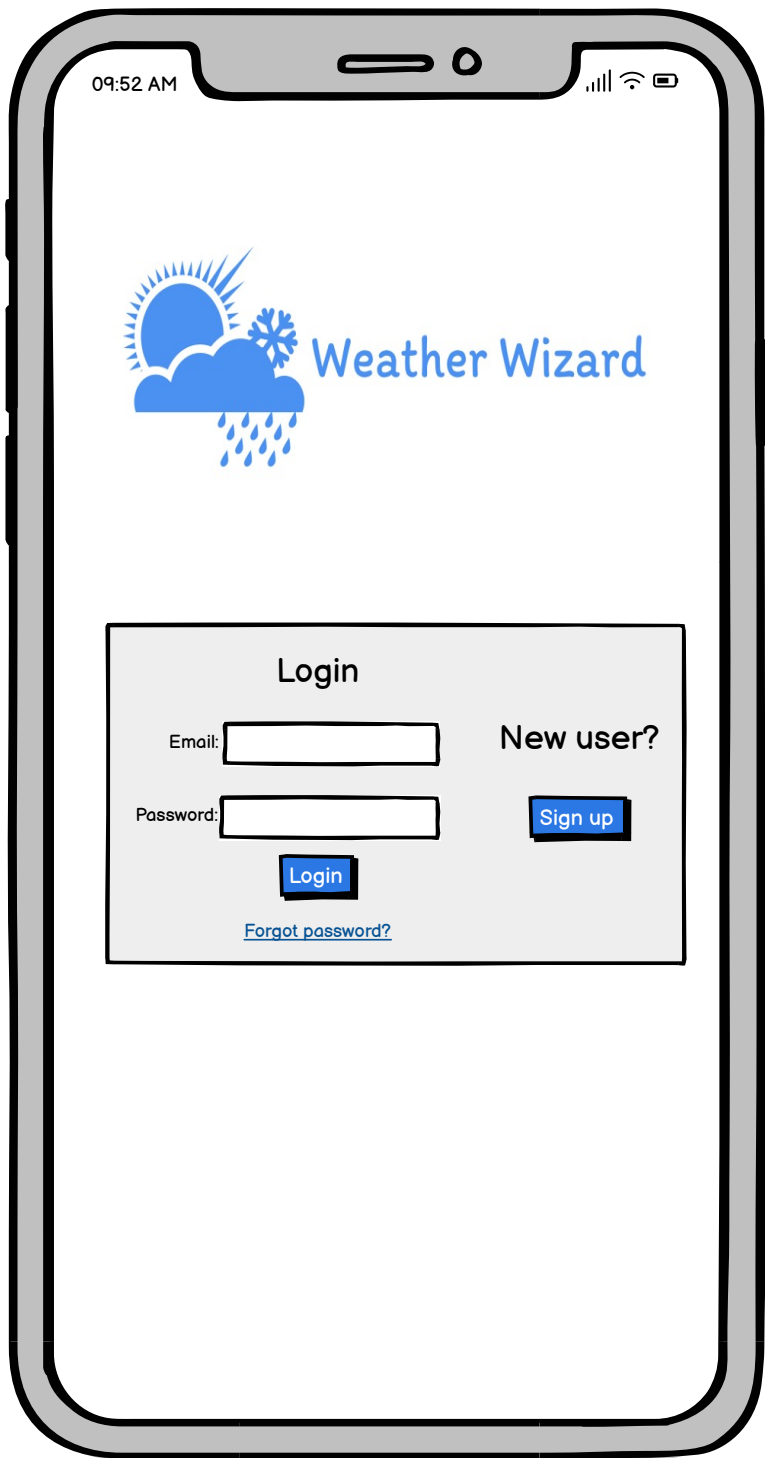 09:52 AM
Weather Wizard
Login
Email:
Password:
Login
Forgot password?
New user?
Sign up